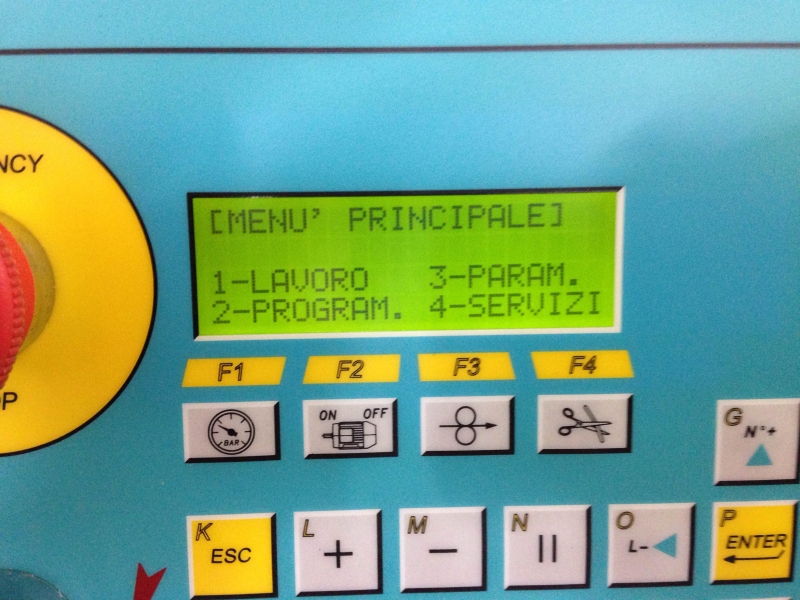 NCY
OP
[MENU' PRINCIPALE]
1-LAVORO 3-PARAM.
2-PROGRAM. 4-SERVIZI
F1 F2 F3 F4
BAR
ON OFF
G
N°+
K L M N O P
ESC + − || L- ENTER